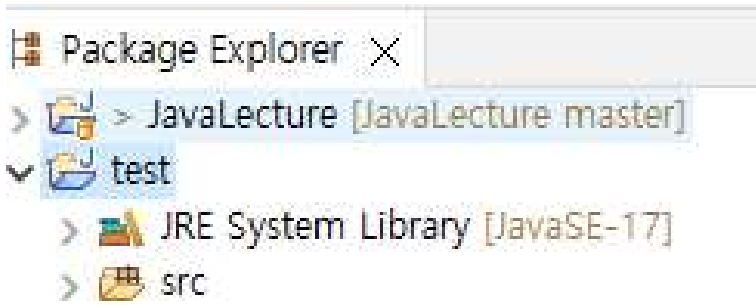 Package Explorer
> JavaLecture [JavaLecture master]
test
JRE System Library [JavaSE-17]
src